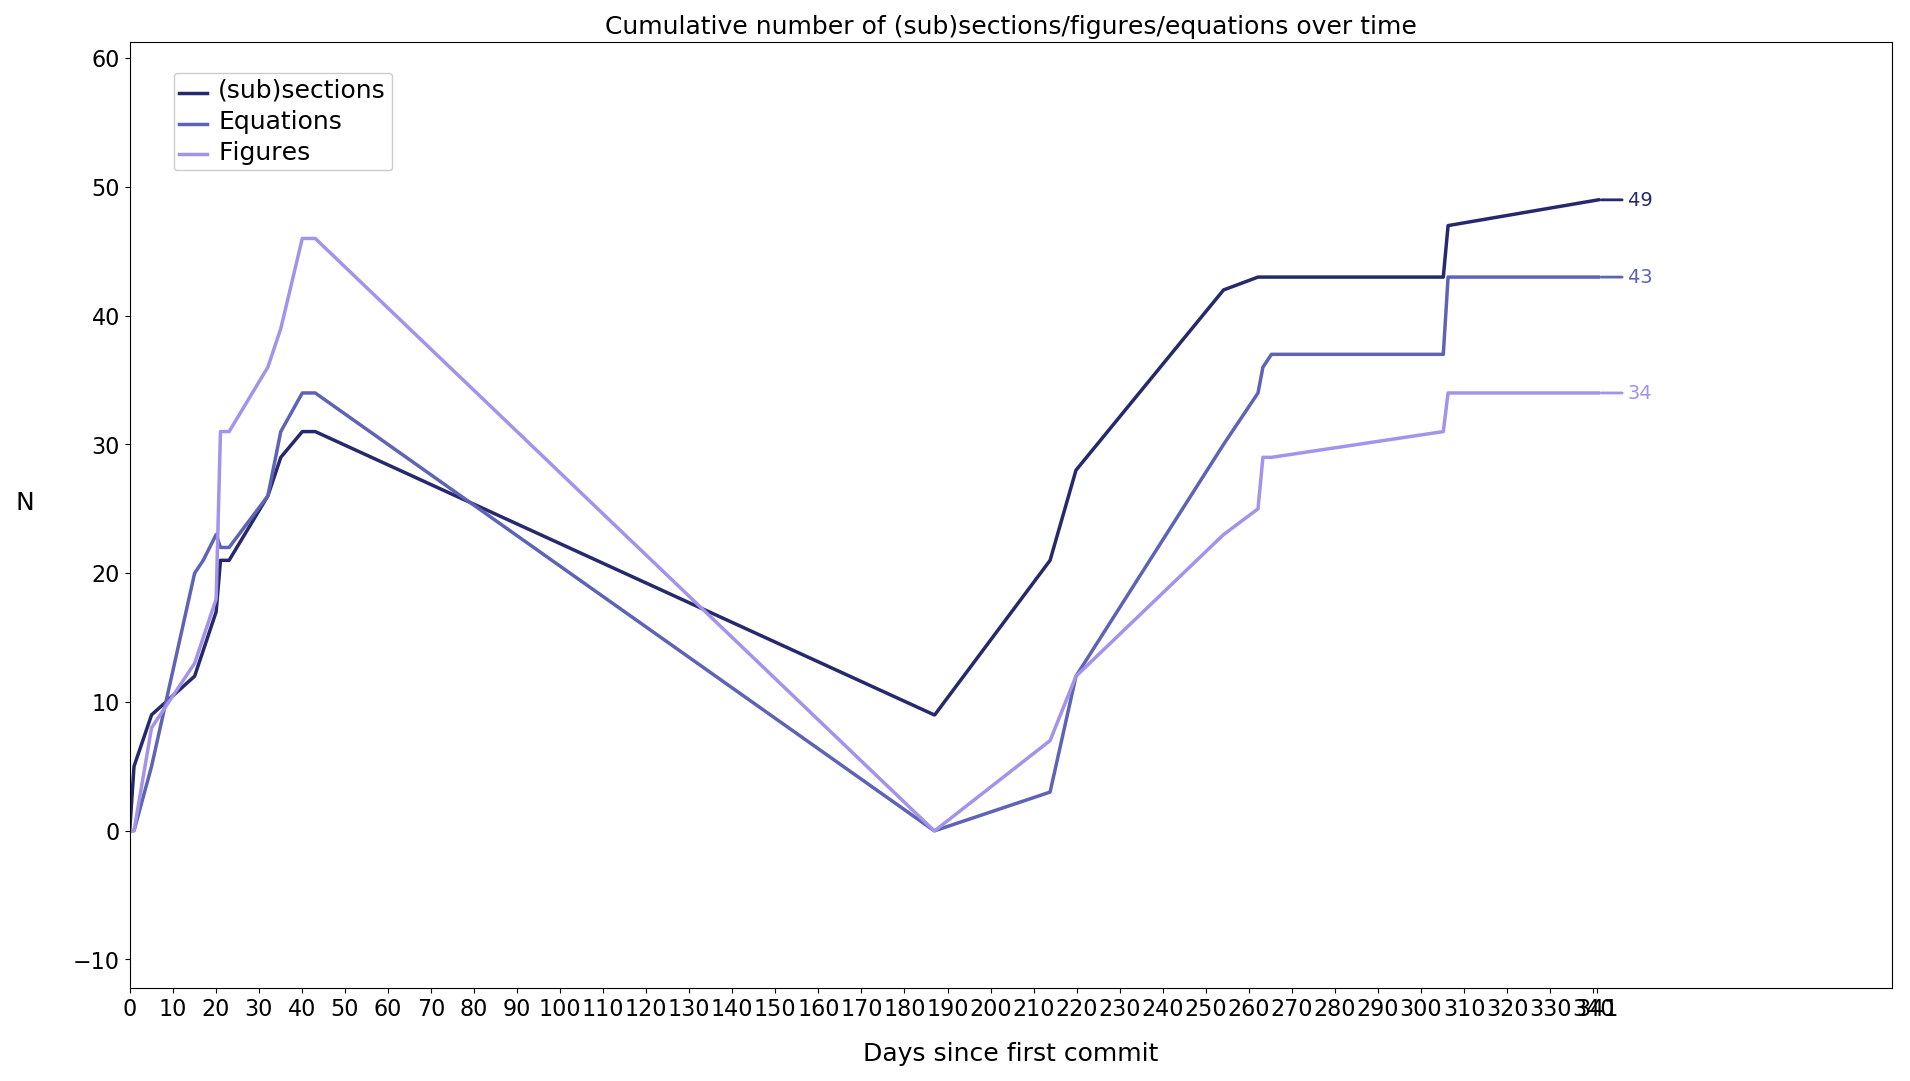 Cumulative number of (sub)sections/figures/equations over time
60
50
40
30
20
10
0
−10
N
(sub)sections
Equations
Figures
49
43
34
0 10 20 30 40 50 60 70 80 90 100 110 120 130 140 150 160 170 180 190 200 210 220 230 240 250 260 270 280 290 300 310 320 330 340 341
Days since first commit